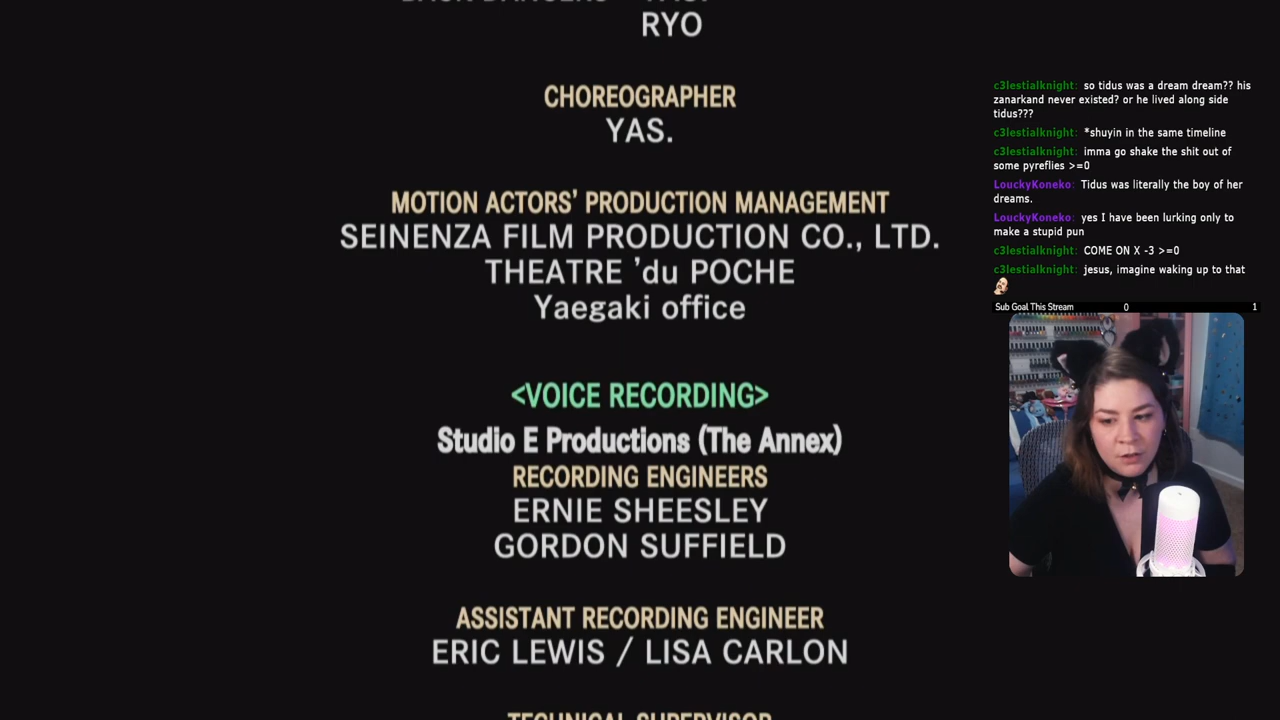 RYO
CHOREOGRAPHER
YAS.
MOTION ACTORS' PRODUCTION MANAGEMENT
SEINENZA FILM PRODUCTION CO., LTD.
THEATRE 'du POCHE
Yaegaki office
<VOICE RECORDING>
Studio E Productions (The Annex)
RECORDING ENGINEERS
ERNIE SHEESLEY
GORDON SUFFIELD
ASSISTANT RECORDING ENGINEER
ERIC LEWIS / LISA CARLON
TECHNICAL SUPERVISOR
c3lestialknight: so tidus was a dream dream?? his
zanarkand never existed? or he lived along side
tidus???
c3lestialknight: *shuyin in the same timeline
c3lestialknight: imma go shake the shit out of
some pyreflies >=0
LouckyKoneko: Tidus was literally the boy of her
dreams.
LouckyKoneko: yes I have been lurking only to
make a stupid pun
c3lestialknight: COME ON X -3 >=0
c3lestialknight: jesus, imagine waking up to that
Sub Goal This Stream 0 1